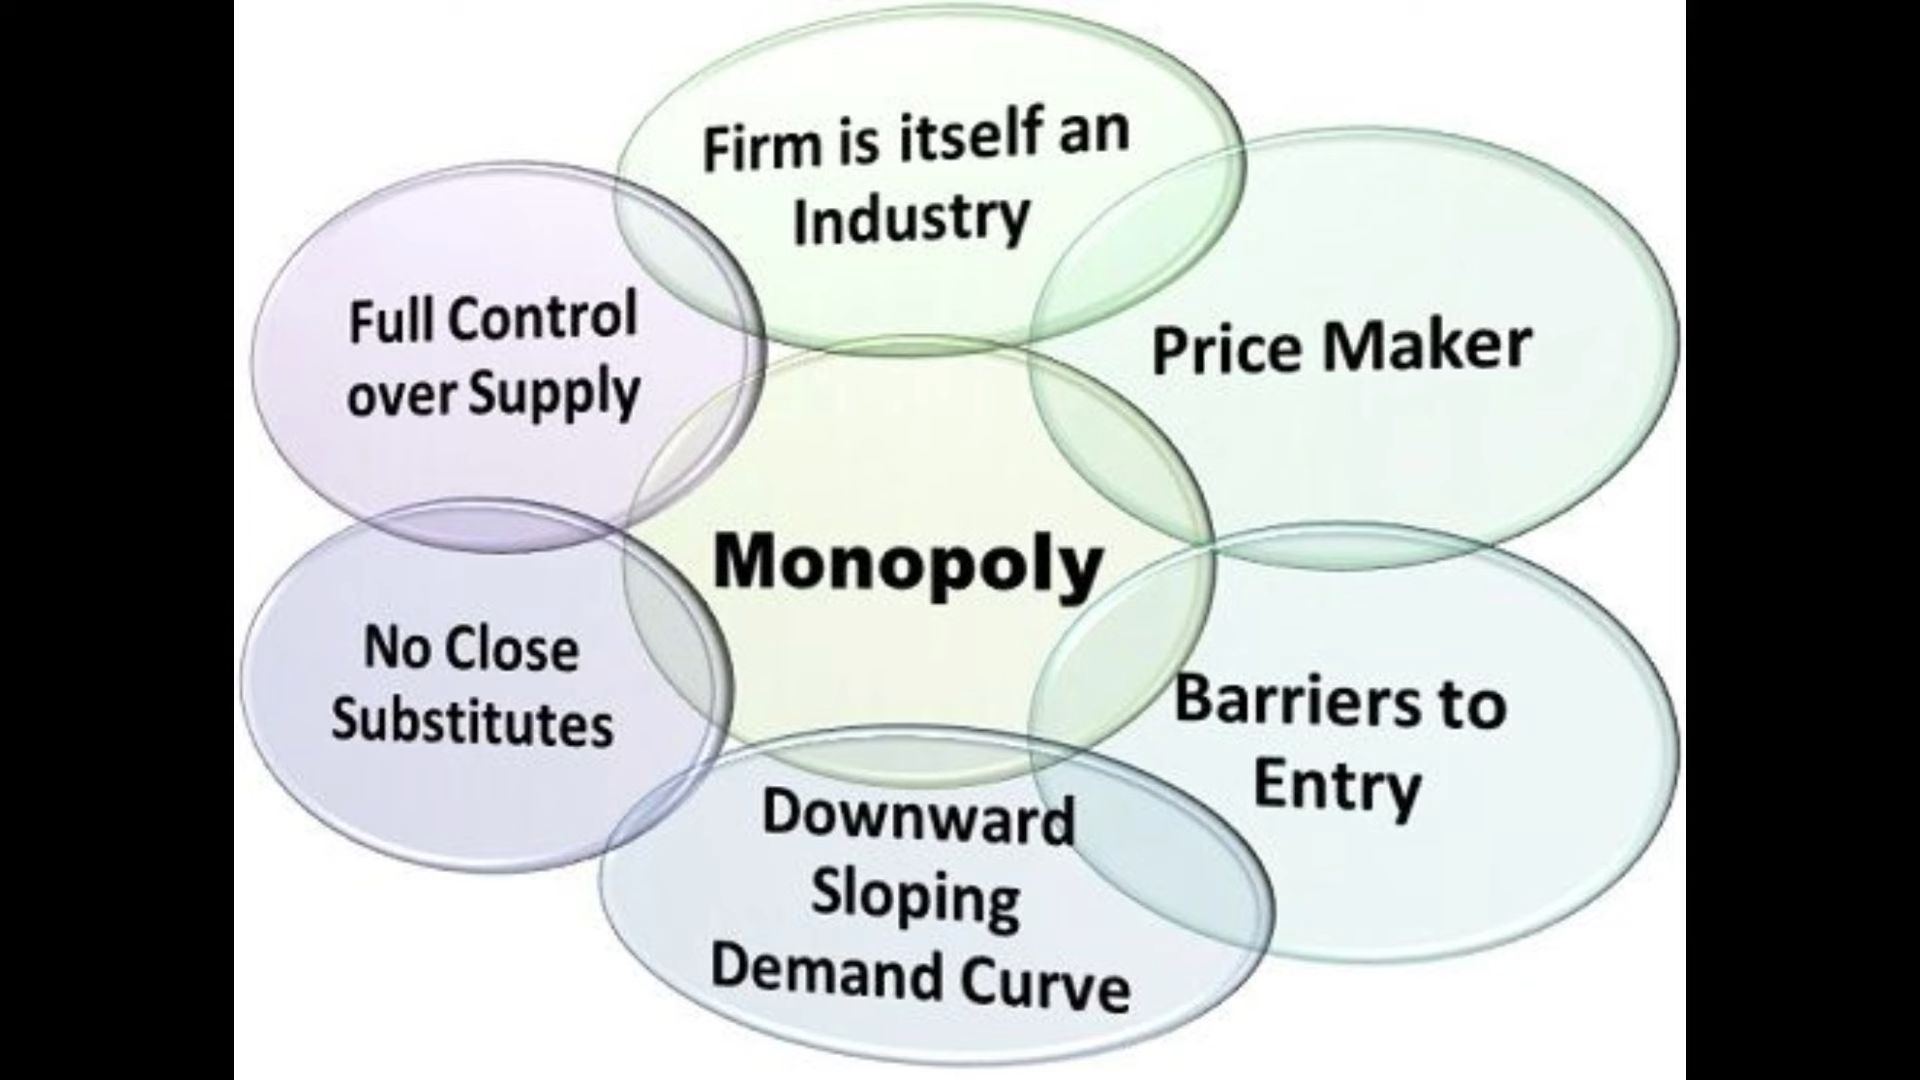 Firm is itself an
Industry
Full Control
over Supply
Price Maker
Monopoly
No Close
Substitutes
Barriers to
Entry
Downward
Sloping
Demand Curve